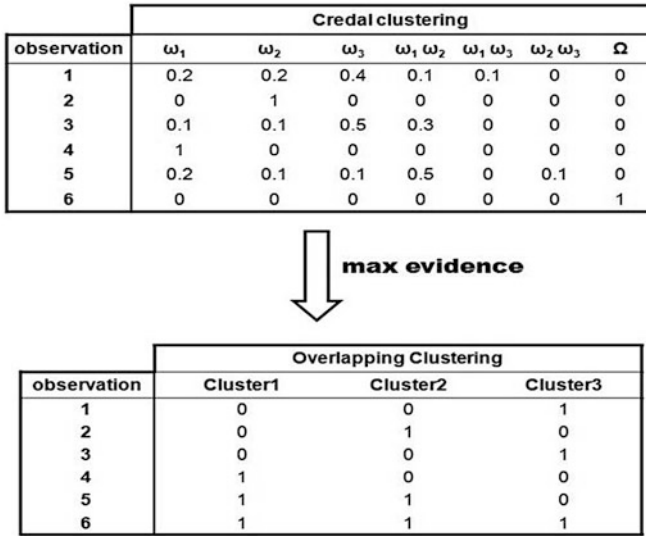 Credal clustering
observation ω₁ ω₂ ω₃ ω₁ ω₂ ω₁ ω₃ ω₂ ω₃ Ω
1 0.2 0.2 0.4 0.1 0.1 0 0
2 0 1 0 0 0 0 0
3 0.1 0.1 0.5 0.3 0 0 0
4 1 0 0 0 0 0 0
5 0.2 0.1 0.1 0.5 0 0.1 0
6 0 0 0 0 0 0 1
max evidence
Overlapping Clustering
observation Cluster1 Cluster2 Cluster3
1 0 0 1
2 0 1 0
3 0 0 1
4 1 0 0
5 1 1 0
6 1 1 1